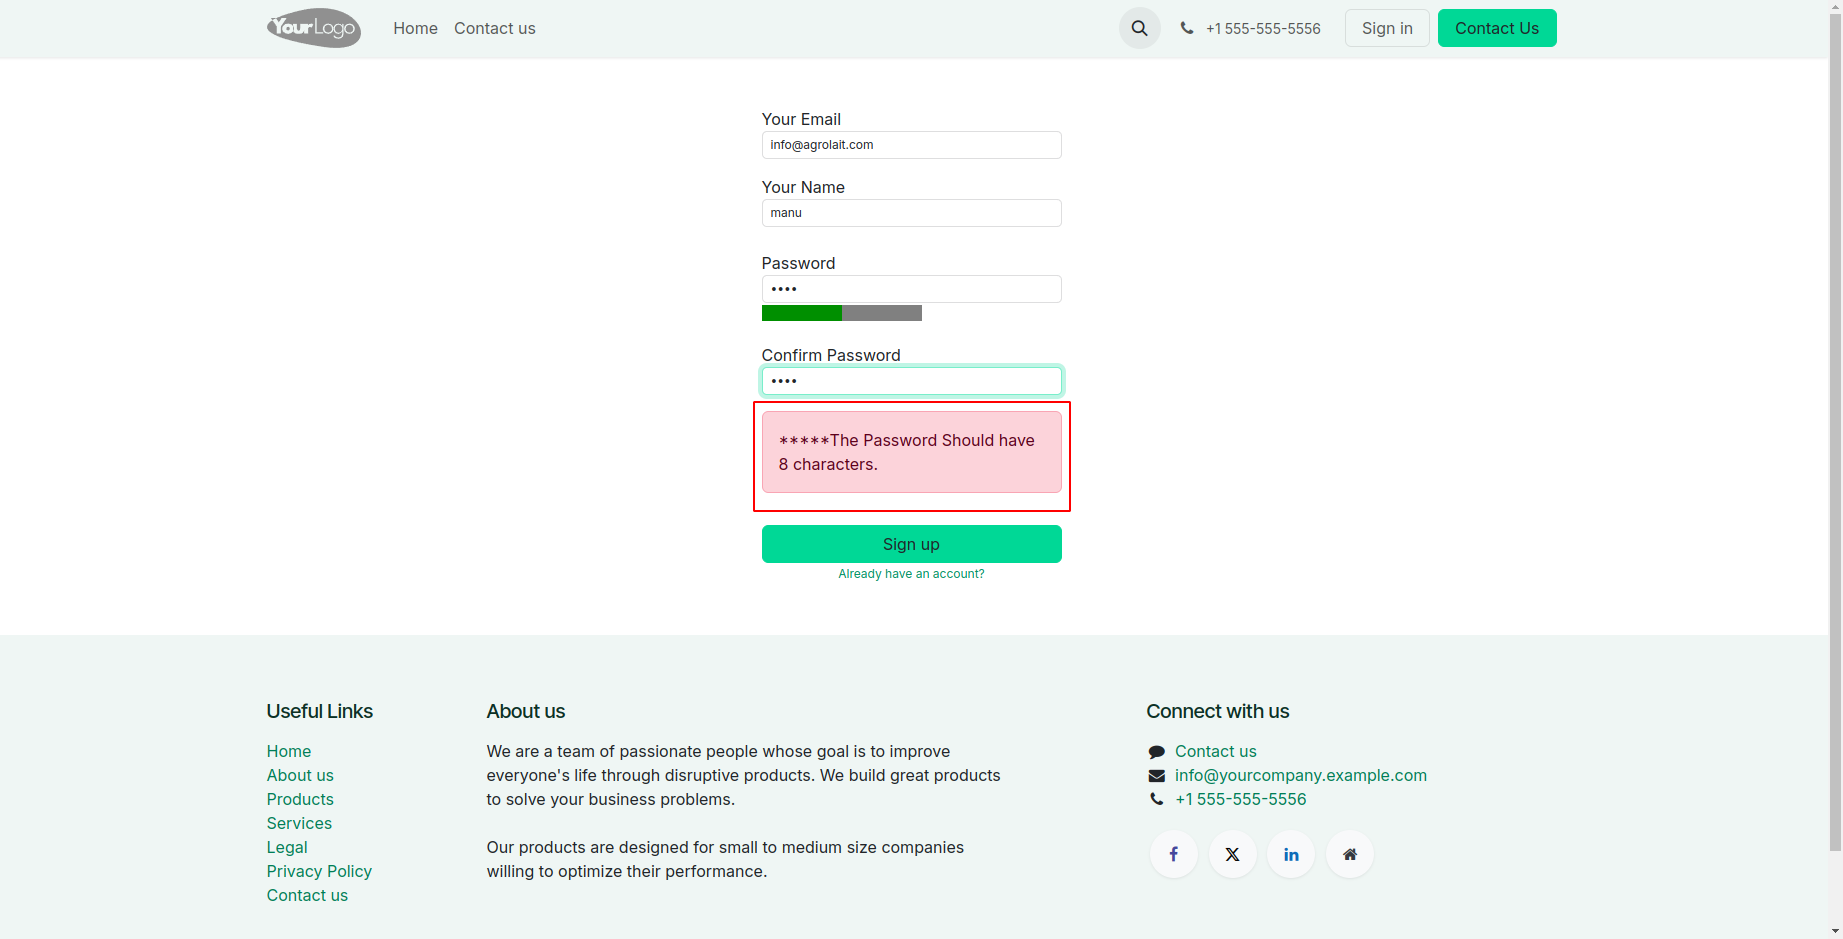 YourLogo
Home Contact us
+1 555-555-5556
Sign in
Contact Us
Your Email
info@agrolait.com
Your Name
manu
Password
••••
Confirm Password
••••
*****The Password Should have
8 characters.
Sign up
Already have an account?
Useful Links
Home
About us
Products
Services
Legal
Privacy Policy
Contact us
About us
We are a team of passionate people whose goal is to improve
everyone's life through disruptive products. We build great products
to solve your business problems.
Our products are designed for small to medium size companies
willing to optimize their performance.
Connect with us
Contact us
info@yourcompany.example.com
+1 555-555-5556